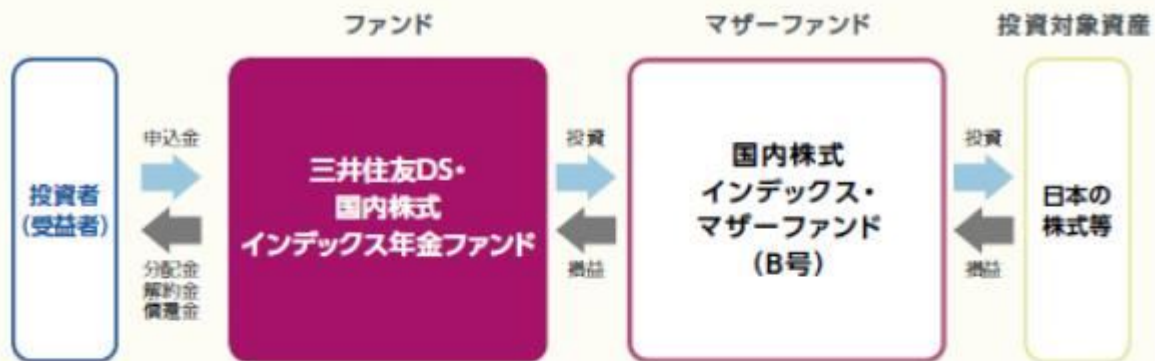 ファンド
マザーファンド
投資対象資産
投資者
(受益者)
申込金
分配金
解約金
償還金
三井住友DS・
国内株式
インデックス年金ファンド
投資
損益
国内株式
インデックス・
マザーファンド
(B号)
投資
損益
日本の
株式等